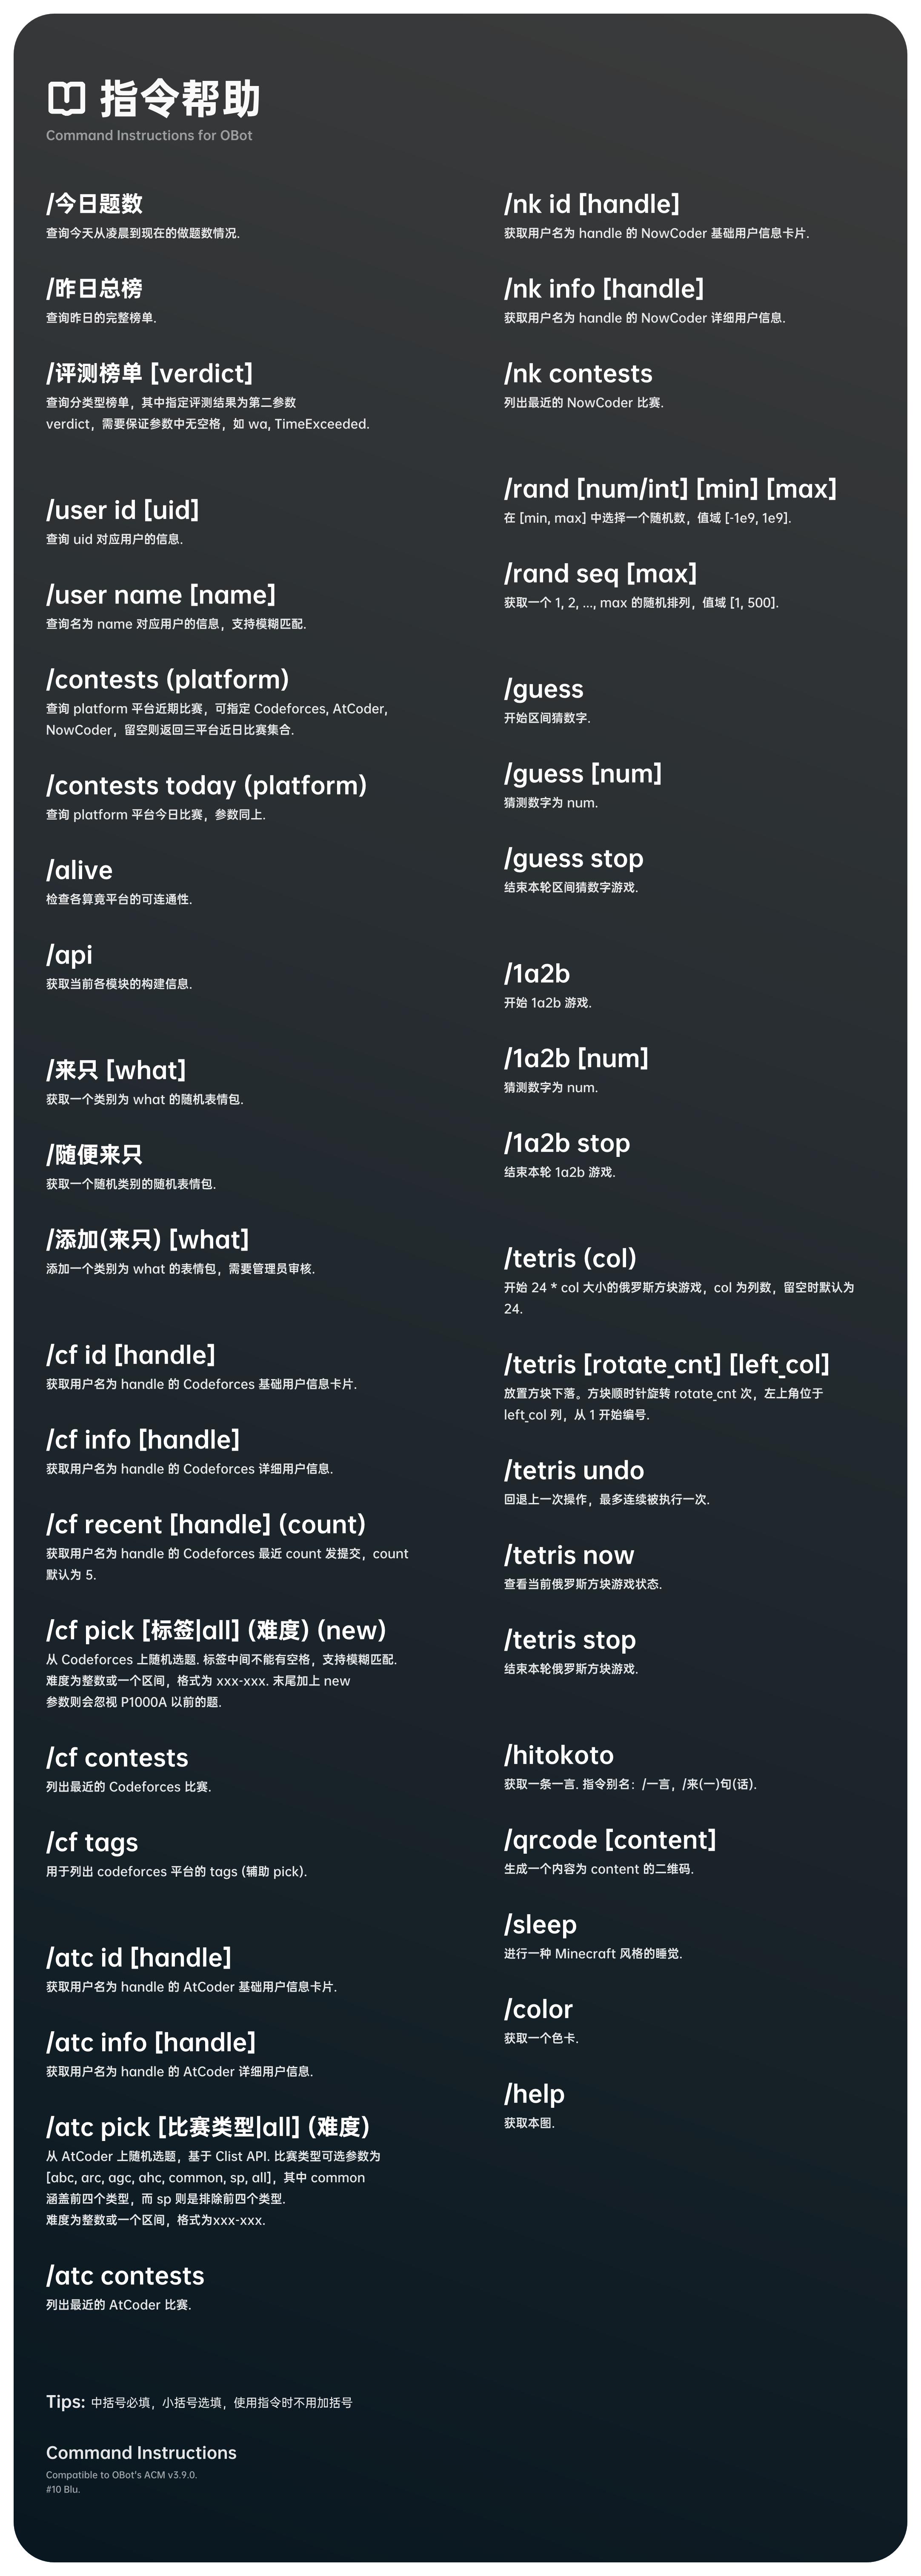 指令帮助
Command Instructions for OBot
/今日题数
查询今天从凌晨到现在的做题数情况.
/昨日总榜
查询昨日的完整榜单.
/评测榜单 [verdict]
查询分类型榜单，其中指定评测结果为第二参数
verdict，需要保证参数中无空格，如 wa, TimeExceeded.
/user id [uid]
查询 uid 对应用户的信息.
/user name [name]
查询名为 name 对应用户的信息，支持模糊匹配.
/contests (platform)
查询 platform 平台近期比赛，可指定 Codeforces, AtCoder,
NowCoder，留空则返回三平台近日比赛集合.
/contests today (platform)
查询 platform 平台今日比赛，参数同上.
/alive
检查各算竞平台的可连通性.
/api
获取当前各模块的构建信息.
/来只 [what]
获取一个类别为 what 的随机表情包.
/随便来只
获取一个随机类别的随机表情包.
/添加(来只) [what]
添加一个类别为 what 的表情包，需要管理员审核.
/cf id [handle]
获取用户名为 handle 的 Codeforces 基础用户信息卡片.
/cf info [handle]
获取用户名为 handle 的 Codeforces 详细用户信息.
/cf recent [handle] (count)
获取用户名为 handle 的 Codeforces 最近 count 发提交，count
默认为 5.
/cf pick [标签|all] (难度) (new)
从 Codeforces 上随机选题. 标签中间不能有空格，支持模糊匹配.
难度为整数或一个区间，格式为 xxx-xxx. 末尾加上 new
参数则会忽视 P1000A 以前的题.
/cf contests
列出最近的 Codeforces 比赛.
/cf tags
用于列出 codeforces 平台的 tags (辅助 pick).
/atc id [handle]
获取用户名为 handle 的 AtCoder 基础用户信息卡片.
/atc info [handle]
获取用户名为 handle 的 AtCoder 详细用户信息.
/atc pick [比赛类型|all] (难度)
从 AtCoder 上随机选题，基于 Clist API. 比赛类型可选参数为
[abc, arc, agc, ahc, common, sp, all]，其中 common
涵盖前四个类型，而 sp 则是排除前四个类型.
难度为整数或一个区间，格式为xxx-xxx.
/atc contests
列出最近的 AtCoder 比赛.
/nk id [handle]
获取用户名为 handle 的 NowCoder 基础用户信息卡片.
/nk info [handle]
获取用户名为 handle 的 NowCoder 详细用户信息.
/nk contests
列出最近的 NowCoder 比赛.
/rand [num/int] [min] [max]
在 [min, max] 中选择一个随机数，值域 [-1e9, 1e9].
/rand seq [max]
获取一个 1, 2, ..., max 的随机排列，值域 [1, 500].
/guess
开始区间猜数字.
/guess [num]
猜测数字为 num.
/guess stop
结束本轮区间猜数字游戏.
/1a2b
开始 1a2b 游戏.
/1a2b [num]
猜测数字为 num.
/1a2b stop
结束本轮 1a2b 游戏.
/tetris (col)
开始 24 * col 大小的俄罗斯方块游戏，col 为列数，留空时默认为
24.
/tetris [rotate_cnt] [left_col]
放置方块下落。方块顺时针旋转 rotate_cnt 次，左上角位于
left_col 列，从 1 开始编号.
/tetris undo
回退上一次操作，最多连续被执行一次.
/tetris now
查看当前俄罗斯方块游戏状态.
/tetris stop
结束本轮俄罗斯方块游戏.
/hitokoto
获取一条一言. 指令别名：/一言，/来(一)句(话).
/qrcode [content]
生成一个内容为 content 的二维码.
/sleep
进行一种 Minecraft 风格的睡觉.
/color
获取一个色卡.
/help
获取本图.
Tips: 中括号必填，小括号选填，使用指令时不用加括号
Command Instructions
Compatible to OBot's ACM v3.9.0.
#10 Blu.